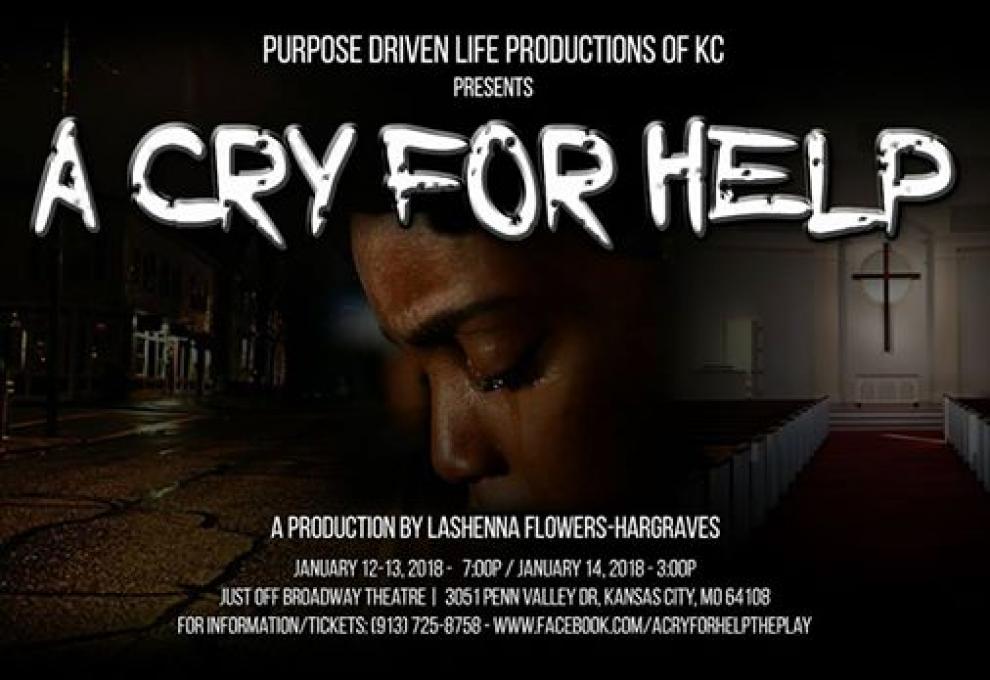 PURPOSE DRIVEN LIFE PRODUCTIONS OF KC
PRESENTS
A CRY FOR HELP
A PRODUCTION BY LASHENNA FLOWERS-HARGRAVES
JANUARY 12-13, 2018 - 7:00P / JANUARY 14, 2018 - 3:00P
JUST OFF BROADWAY THEATRE | 3051 PENN VALLEY DR, KANSAS CITY, MO 64108
FOR INFORMATION/TICKETS: (913) 725-8758 - WWW.FACEBOOK.COM/ACRYFORHELPTHEPLAY